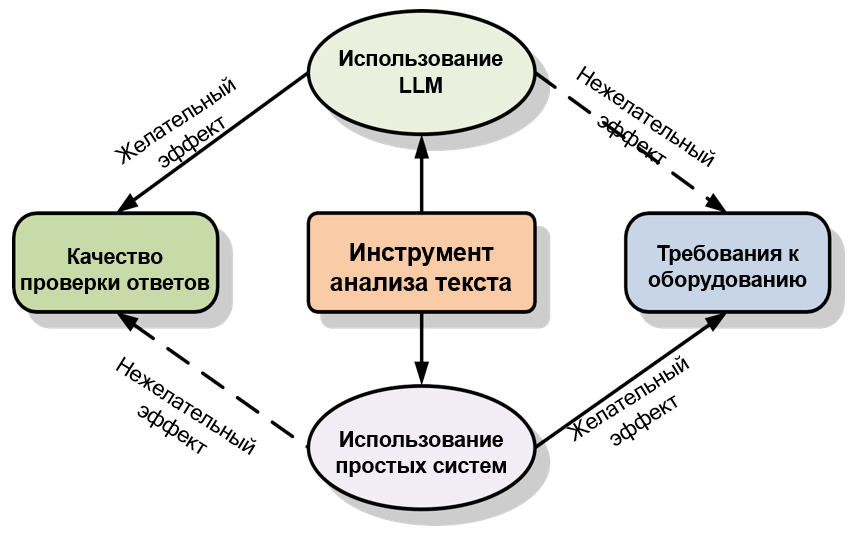 Использование
LLM
Желательный
эффект
Нежелательный
эффект
Качество
проверки ответов
Инструмент
анализа текста
Требования к
оборудованию
Нежелательный
эффект
Использование
простых систем
Желательный
эффект